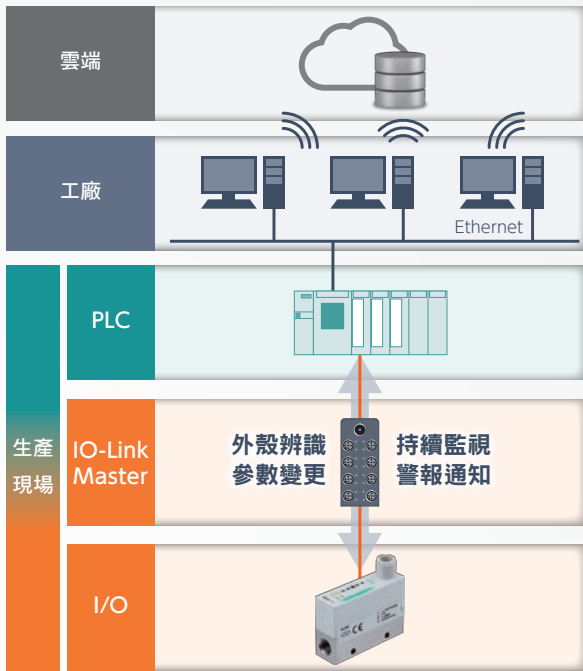 雲端
工廠
Ethernet
PLC
生產
現場
IO-Link
Master
外殼辨識
參數變更
持續監視
警報通知
I/O
CE